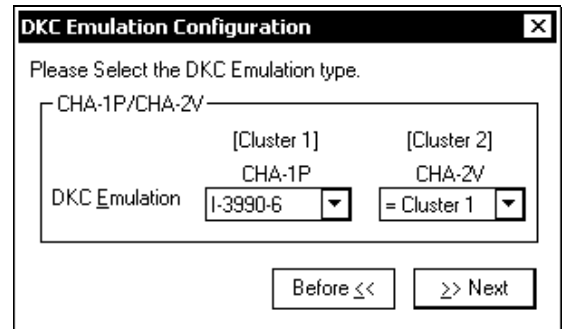 DKC Emulation Configuration
Please Select the DKC Emulation type.
CHA-1P/CHA-2V
[Cluster 1] [Cluster 2]
CHA-1P CHA-2V
DKC Emulation I-3990-6 = Cluster 1
Before << >> Next